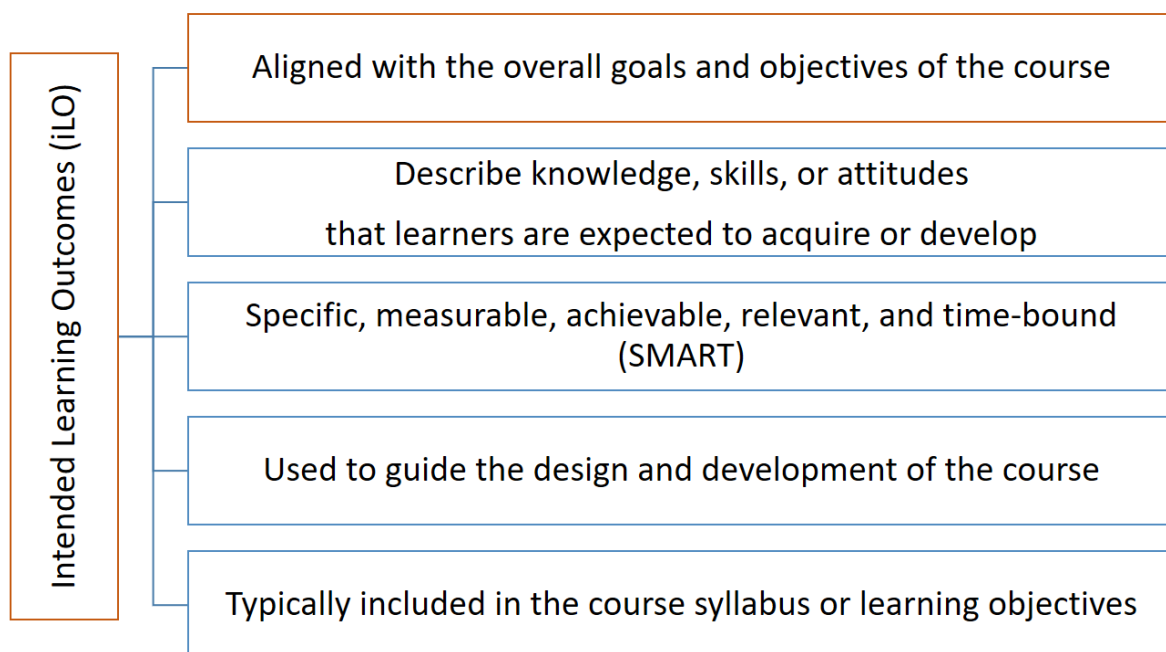 Intended Learning Outcomes (iLO)
Aligned with the overall goals and objectives of the course
Describe knowledge, skills, or attitudes
that learners are expected to acquire or develop
Specific, measurable, achievable, relevant, and time-bound
(SMART)
Used to guide the design and development of the course
Typically included in the course syllabus or learning objectives